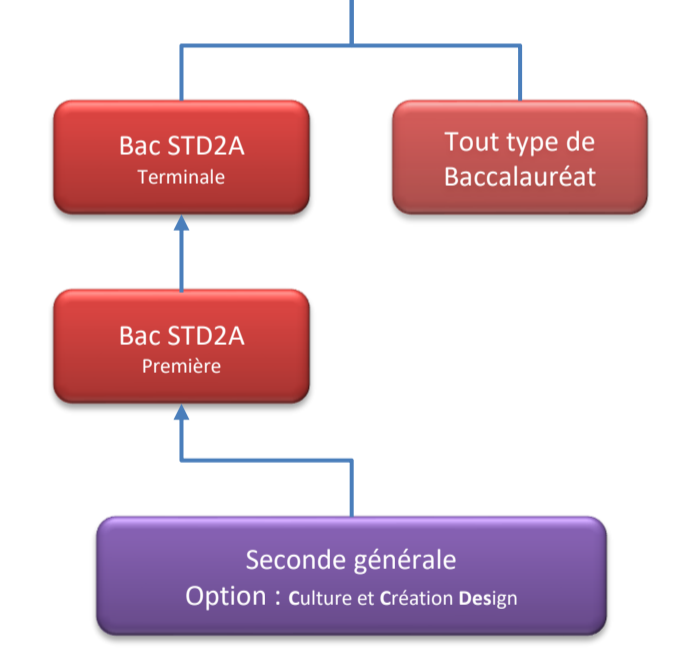 Bac STD2A
Terminale
Tout type de
Baccalauréat
Bac STD2A
Première
Seconde générale
Option : Culture et Création Design